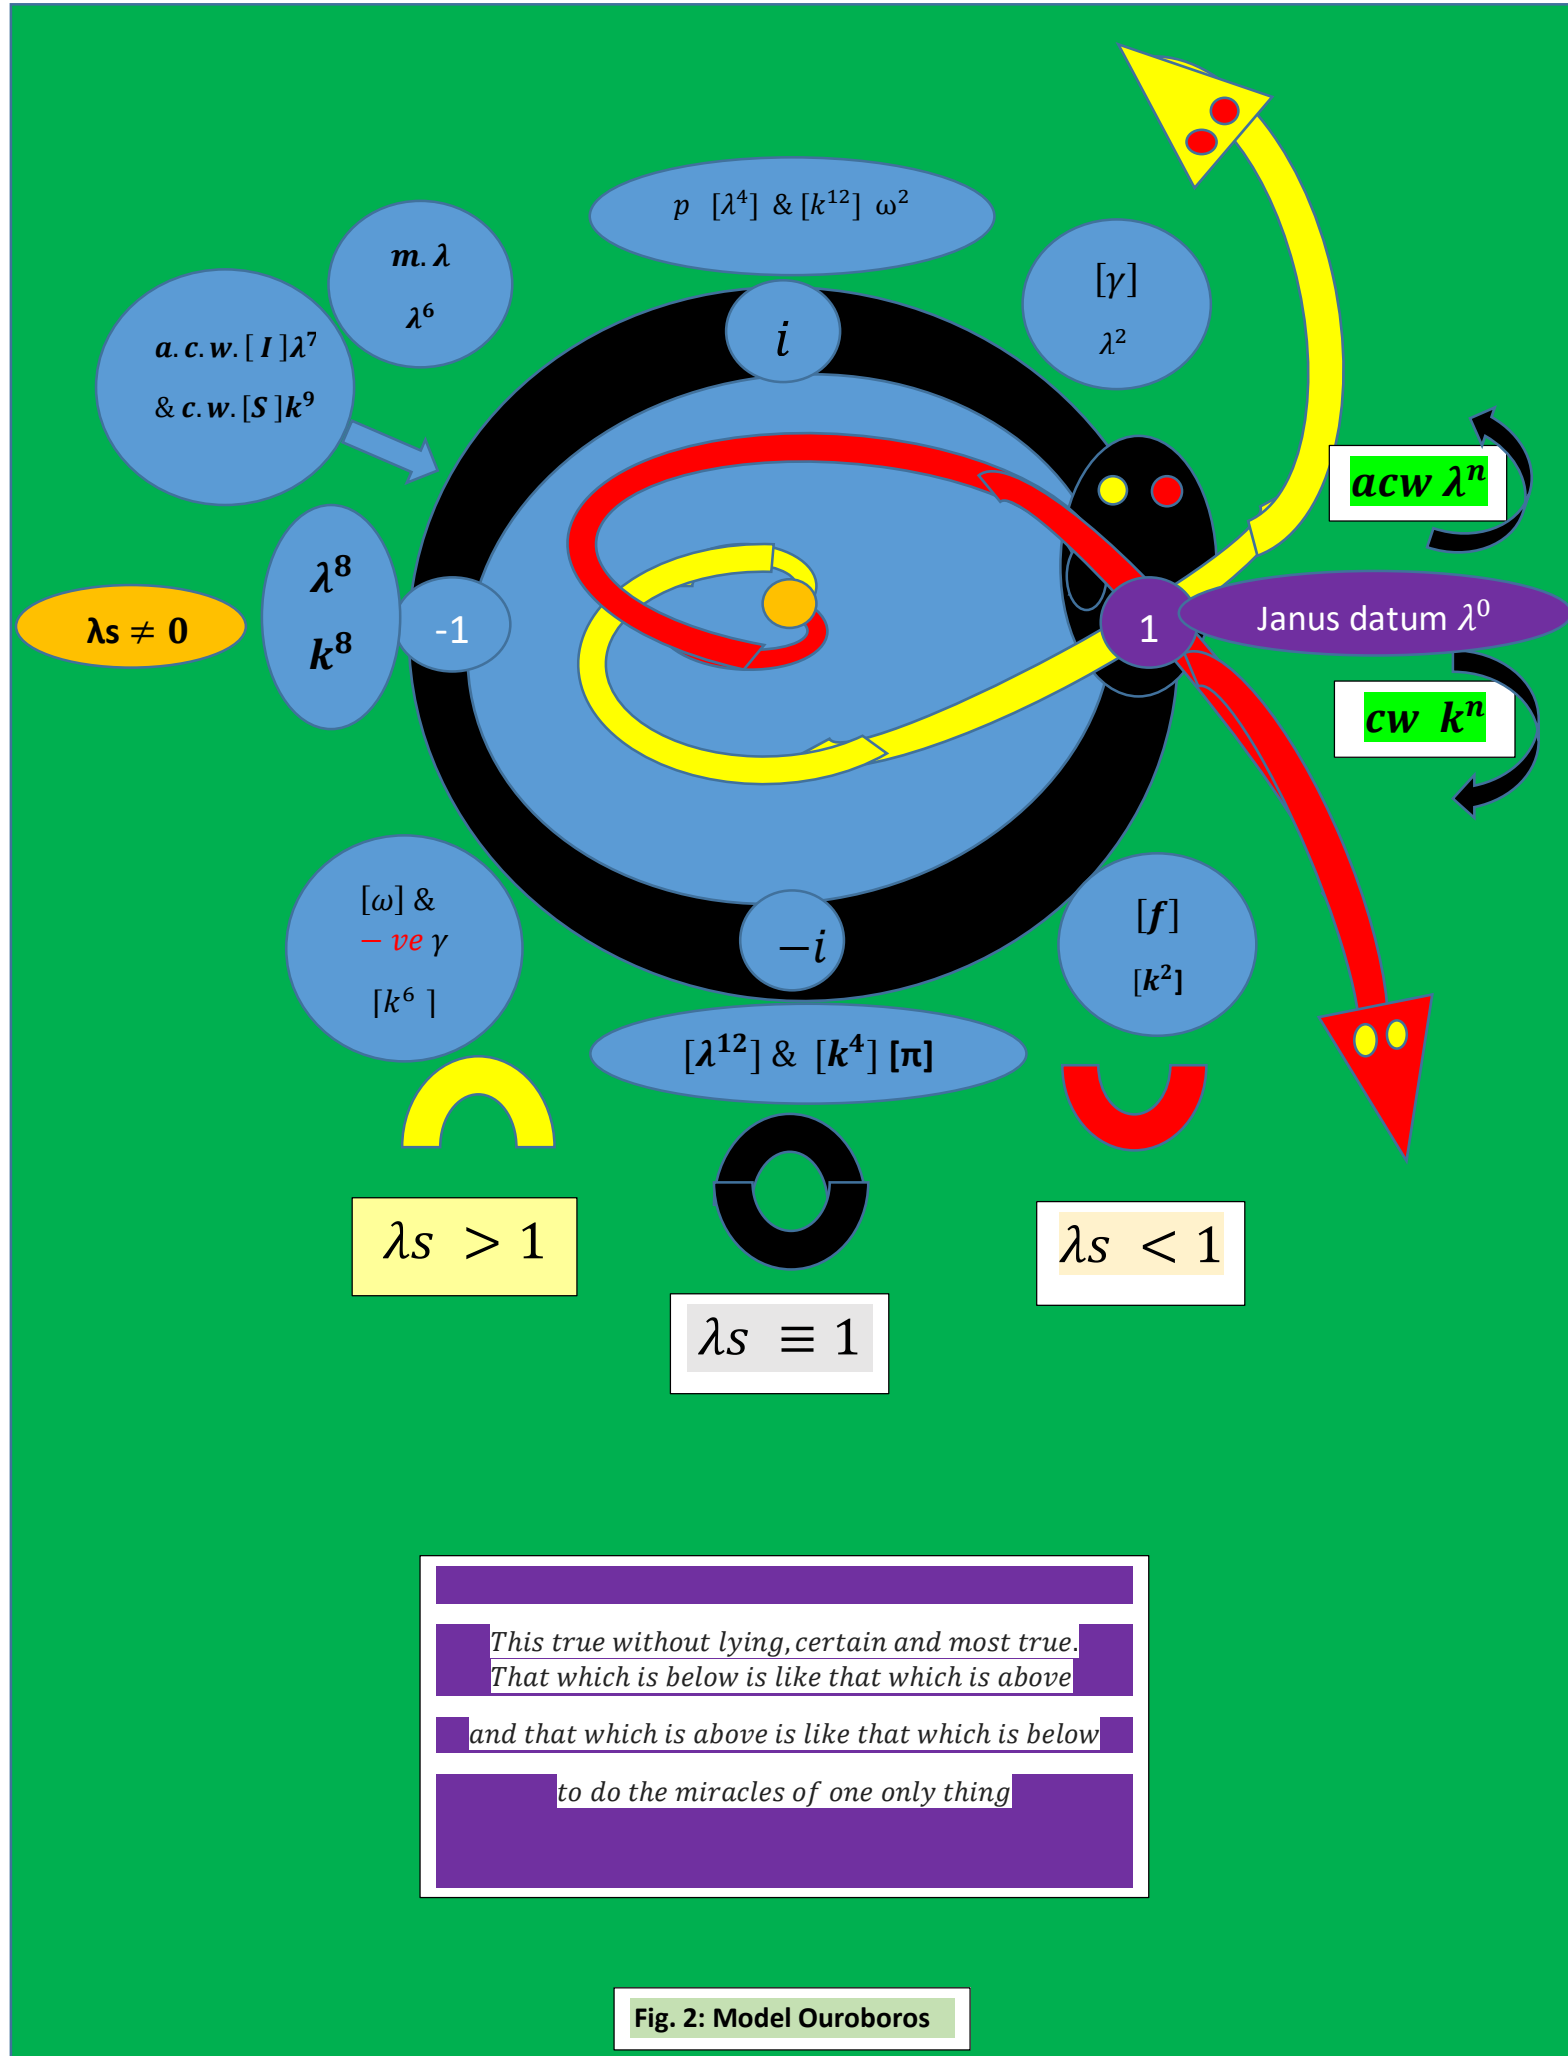 p [λ⁴] & [k¹²] ω²
m. λ
λ⁶
[γ]
λ²
a. c. w. [ I ]λ⁷
& c. w. [S ]k⁹
i
acw λⁿ
λ⁸
k⁸
λs ≠ 0
-1
1
Janus datum λ⁰
cw kⁿ
[ω] &
− ve γ
⌈k⁶ ⌉
−i
[f]
[k²]
[λ¹²] & [k⁴] [π]
λs > 1
λs ≡ 1
λs < 1
This true without lying, certain and most true.
That which is below is like that which is above
and that which is above is like that which is below
to do the miracles of one only thing
Fig. 2: Model Ouroboros